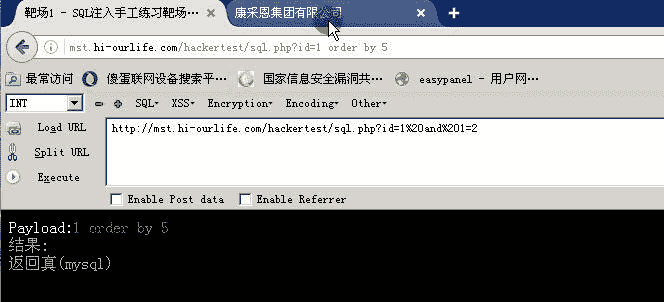 靶场1 - SQL注入手工练习靶场…
康采恩集团有限公司
mst.hi-ourlife.com/hackertest/sql.php?id=1 order by 5
最常访问 傻蛋联网设备搜索平… 国家信息安全漏洞共… easypanel - 用户网…
INT SQL XSS Encryption Encoding Other
Load URL
http://mst.hi-ourlife.com/hackertest/sql.php?id=1%20and%201=2
Split URL
Execute
Enable Post data Enable Referrer
Payload:1 order by 5
结果:
返回真(mysql)